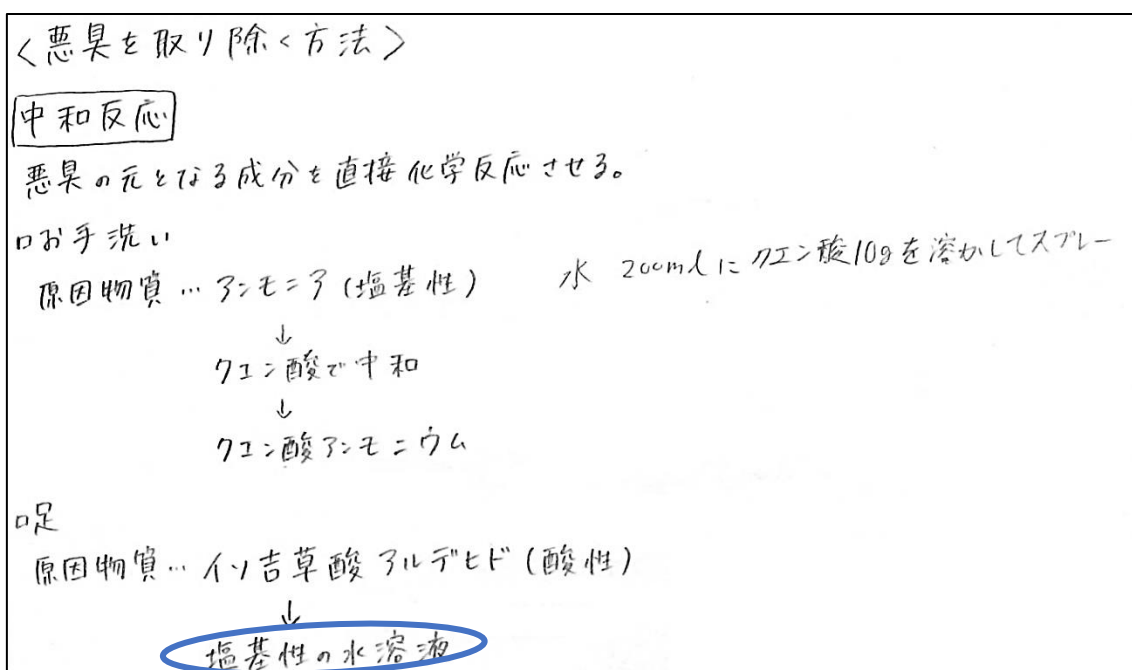 <悪臭を取り除く方法>
中和反応
悪臭の元となる成分を直接化学反応させる。
□お手洗い
原因物質…アンモニア(塩基性)　水 200mlにクエン酸10gを溶かしてスプレー
↓
クエン酸で中和
↓
クエン酸アンモニウム
□足
原因物質…イソ吉草酸アルデヒド(酸性)
↓
塩基性の水溶液